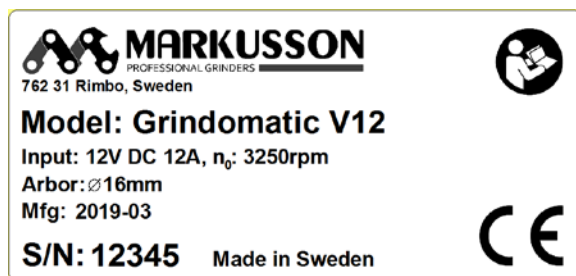 MARKUSSON
PROFESSIONAL GRINDERS
762 31 Rimbo, Sweden
Model: Grindomatic V12
Input: 12V DC 12A, n₀: 3250rpm
Arbor: ⌀16mm
Mfg: 2019-03
S/N: 12345 Made in Sweden
CE